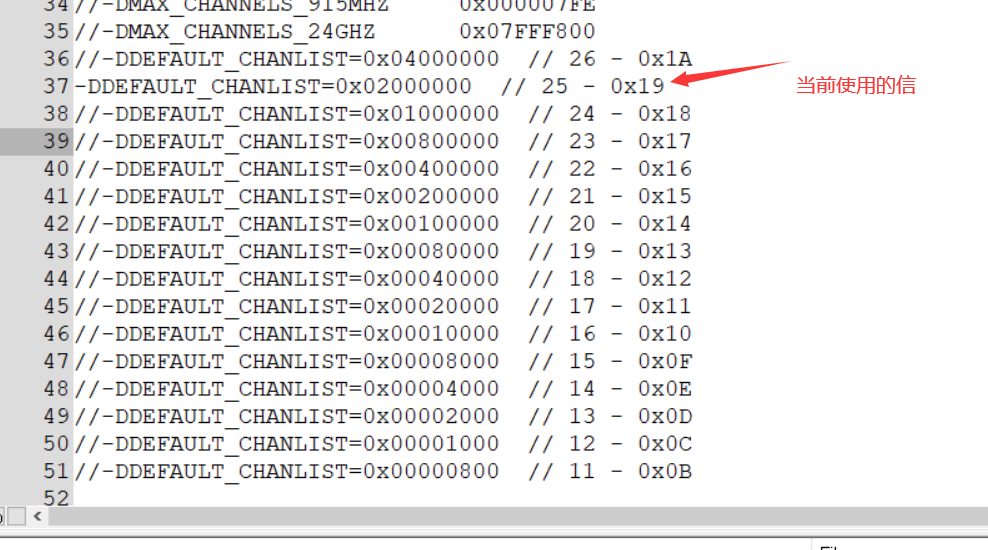 34//-DMAX_CHANNELS_915MHZ     0x000007FE
35//-DMAX_CHANNELS_24GHZ      0x07FFF800
36//-DDEFAULT_CHANLIST=0x04000000  // 26 - 0x1A
37-DDEFAULT_CHANLIST=0x02000000  // 25 - 0x19
当前使用的信
38//-DDEFAULT_CHANLIST=0x01000000  // 24 - 0x18
39//-DDEFAULT_CHANLIST=0x00800000  // 23 - 0x17
40//-DDEFAULT_CHANLIST=0x00400000  // 22 - 0x16
41//-DDEFAULT_CHANLIST=0x00200000  // 21 - 0x15
42//-DDEFAULT_CHANLIST=0x00100000  // 20 - 0x14
43//-DDEFAULT_CHANLIST=0x00080000  // 19 - 0x13
44//-DDEFAULT_CHANLIST=0x00040000  // 18 - 0x12
45//-DDEFAULT_CHANLIST=0x00020000  // 17 - 0x11
46//-DDEFAULT_CHANLIST=0x00010000  // 16 - 0x10
47//-DDEFAULT_CHANLIST=0x00008000  // 15 - 0x0F
48//-DDEFAULT_CHANLIST=0x00004000  // 14 - 0x0E
49//-DDEFAULT_CHANLIST=0x00002000  // 13 - 0x0D
50//-DDEFAULT_CHANLIST=0x00001000  // 12 - 0x0C
51//-DDEFAULT_CHANLIST=0x00000800  // 11 - 0x0B
52